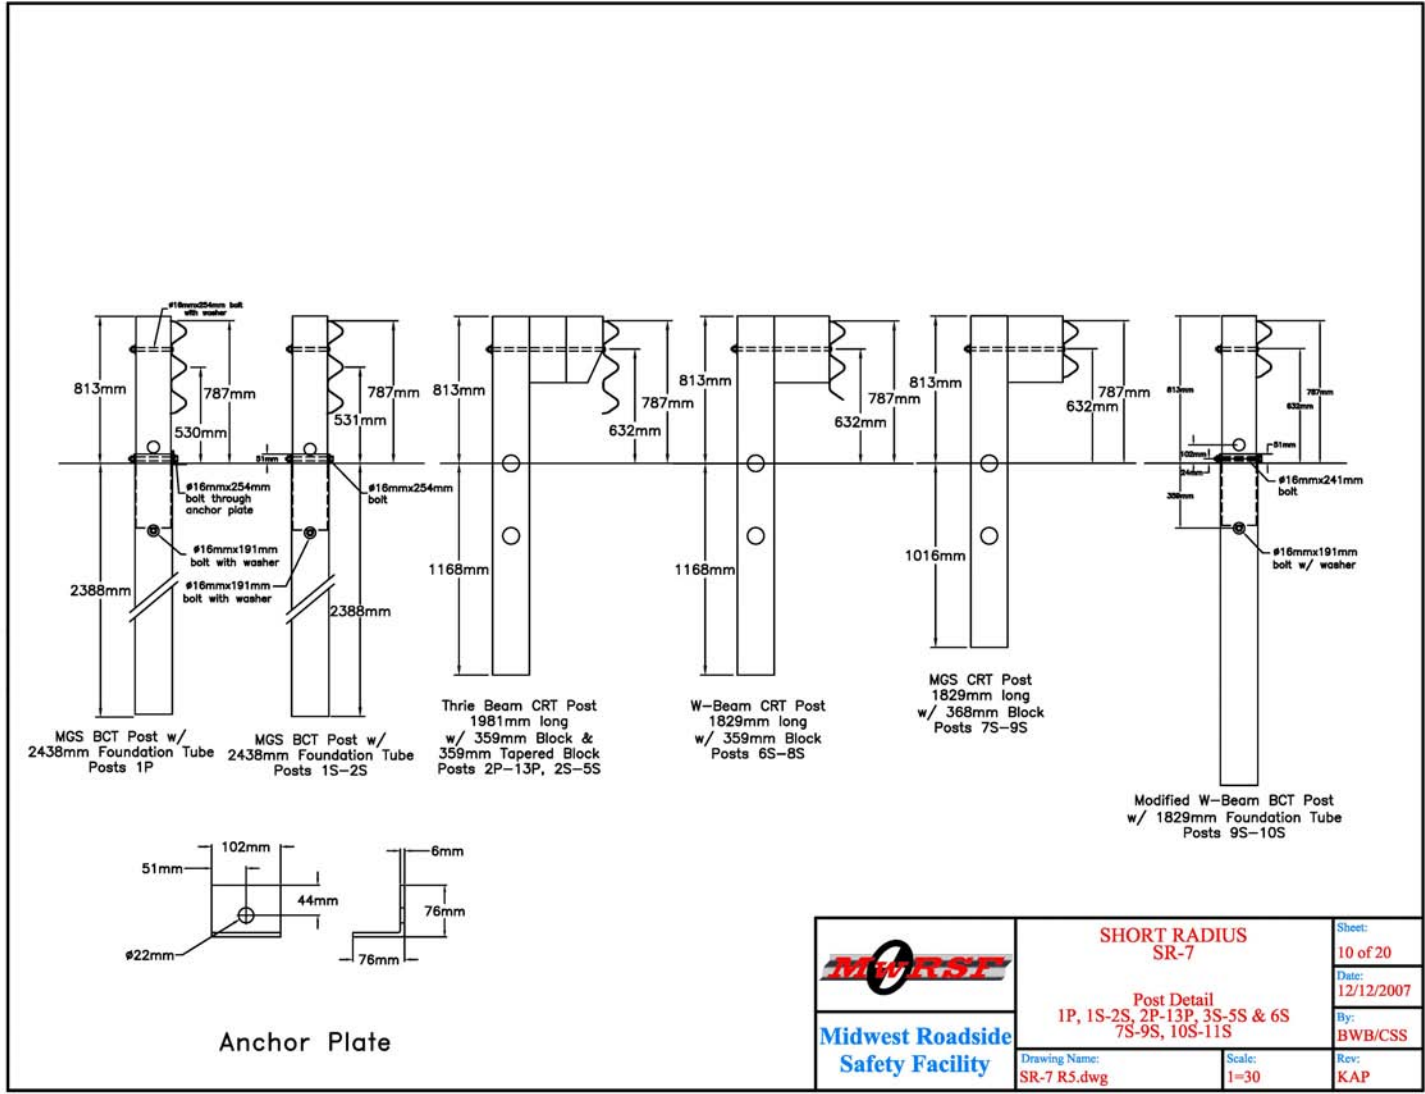 ø16mmx254mm bolt
with washer
813mm
787mm
530mm
ø16mmx254mm
bolt through
anchor plate
ø16mmx191mm
bolt with washer
2388mm
MGS BCT Post w/
2438mm Foundation Tube
Posts 1P
787mm
531mm
51mm
ø16mmx254mm
bolt
ø16mmx191mm
bolt with washer
2388mm
MGS BCT Post w/
2438mm Foundation Tube
Posts 1S-2S
813mm
787mm
632mm
1168mm
Thrie Beam CRT Post
1981mm long
w/ 359mm Block &
359mm Tapered Block
Posts 2P-13P, 2S-5S
813mm
787mm
632mm
1168mm
W-Beam CRT Post
1829mm long
w/ 359mm Block
Posts 6S-8S
813mm
787mm
632mm
1016mm
MGS CRT Post
1829mm long
w/ 368mm Block
Posts 7S-9S
813mm
787mm
632mm
51mm
102mm
24mm
ø16mmx241mm
bolt
ø16mmx191mm
bolt w/ washer
Modified W-Beam BCT Post
w/ 1829mm Foundation Tube
Posts 9S-10S
102mm
51mm
44mm
ø22mm
6mm
76mm
76mm
Anchor Plate
MwRSF
Midwest Roadside
Safety Facility
SHORT RADIUS
SR-7
Post Detail
1P, 1S-2S, 2P-13P, 3S-5S & 6S
7S-9S, 10S-11S
Drawing Name:
SR-7 R5.dwg
Scale:
1=30
Sheet:
10 of 20
Date:
12/12/2007
By:
BWB/CSS
Rev:
KAP